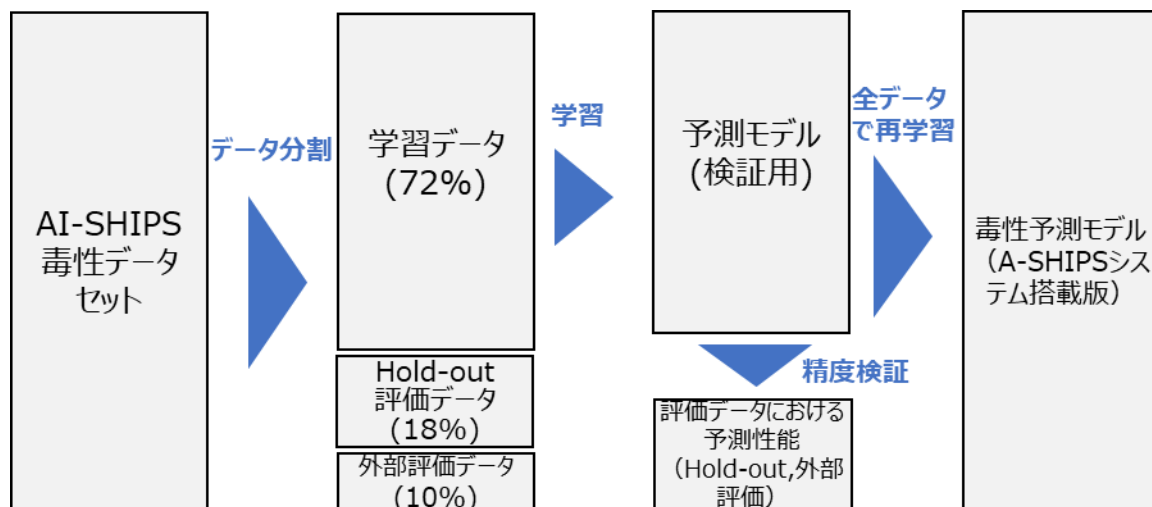 AI-SHIPS
毒性データ
セット
データ分割
学習データ
(72%)
Hold-out
評価データ
(18%)
外部評価データ
(10%)
学習
予測モデル
(検証用)
精度検証
評価データにおける
予測性能
（Hold-out,外部
評価）
全データ
で再学習
毒性予測モデル
（A-SHIPSシス
テム搭載版）